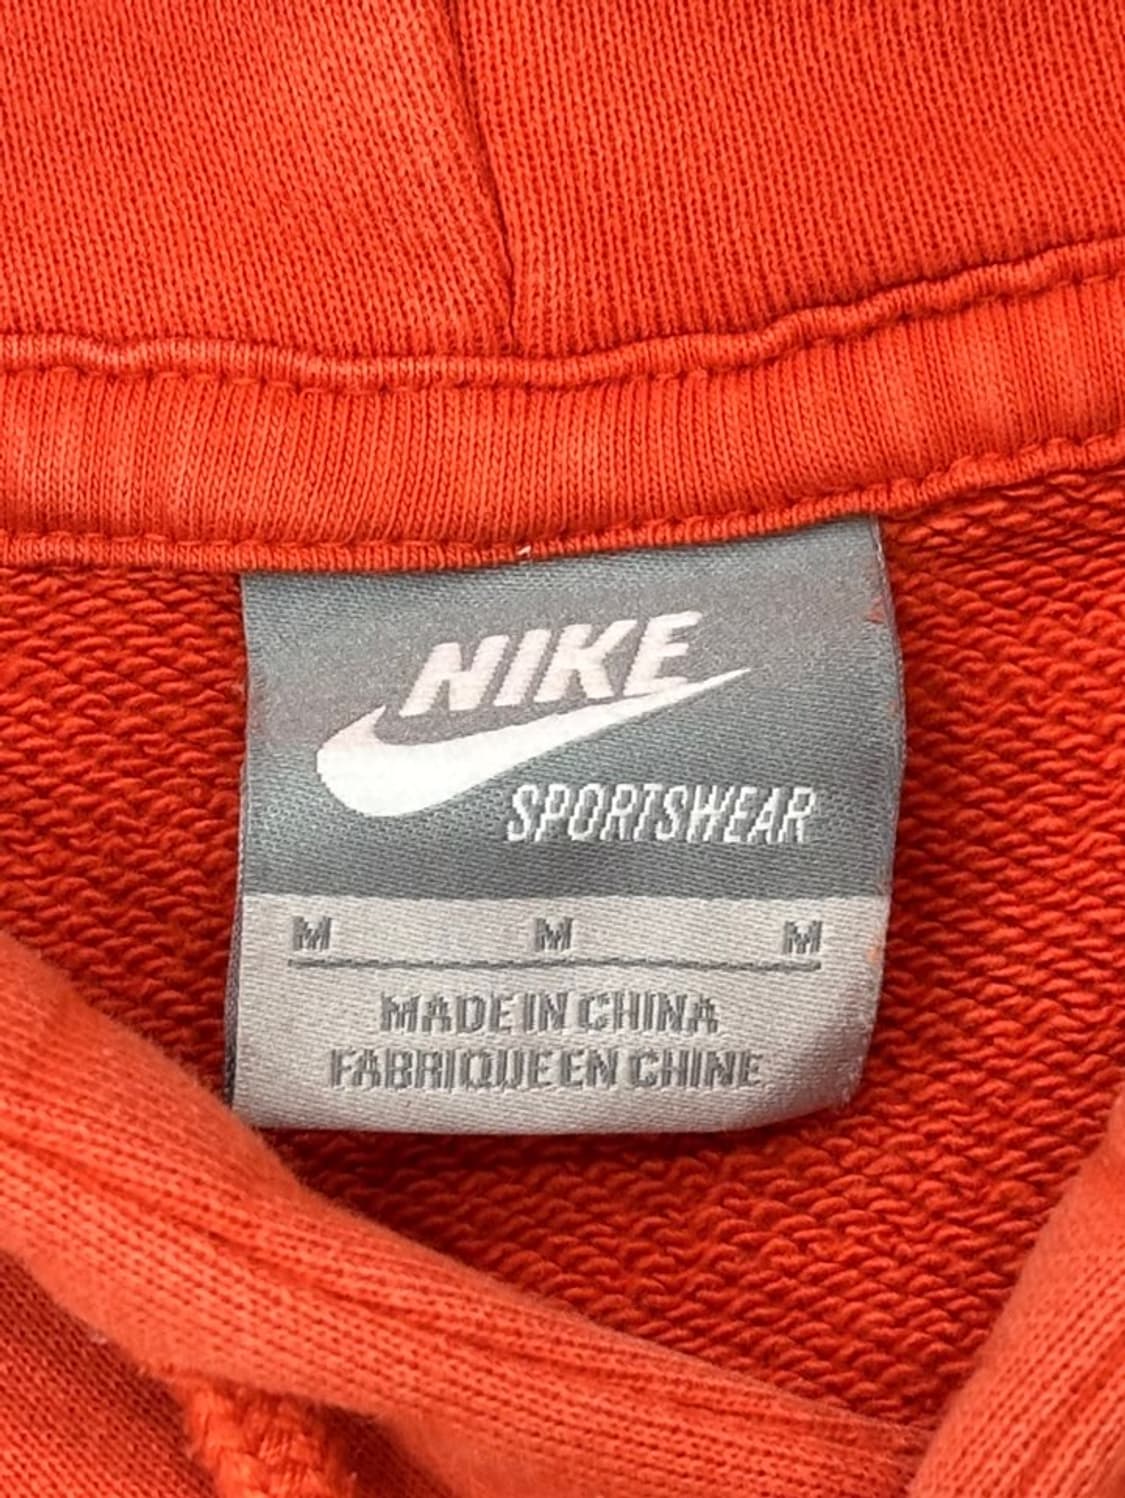 NIKE
SPORTSWEAR
M M M
MADE IN CHINA
FABRIQUE EN CHINE